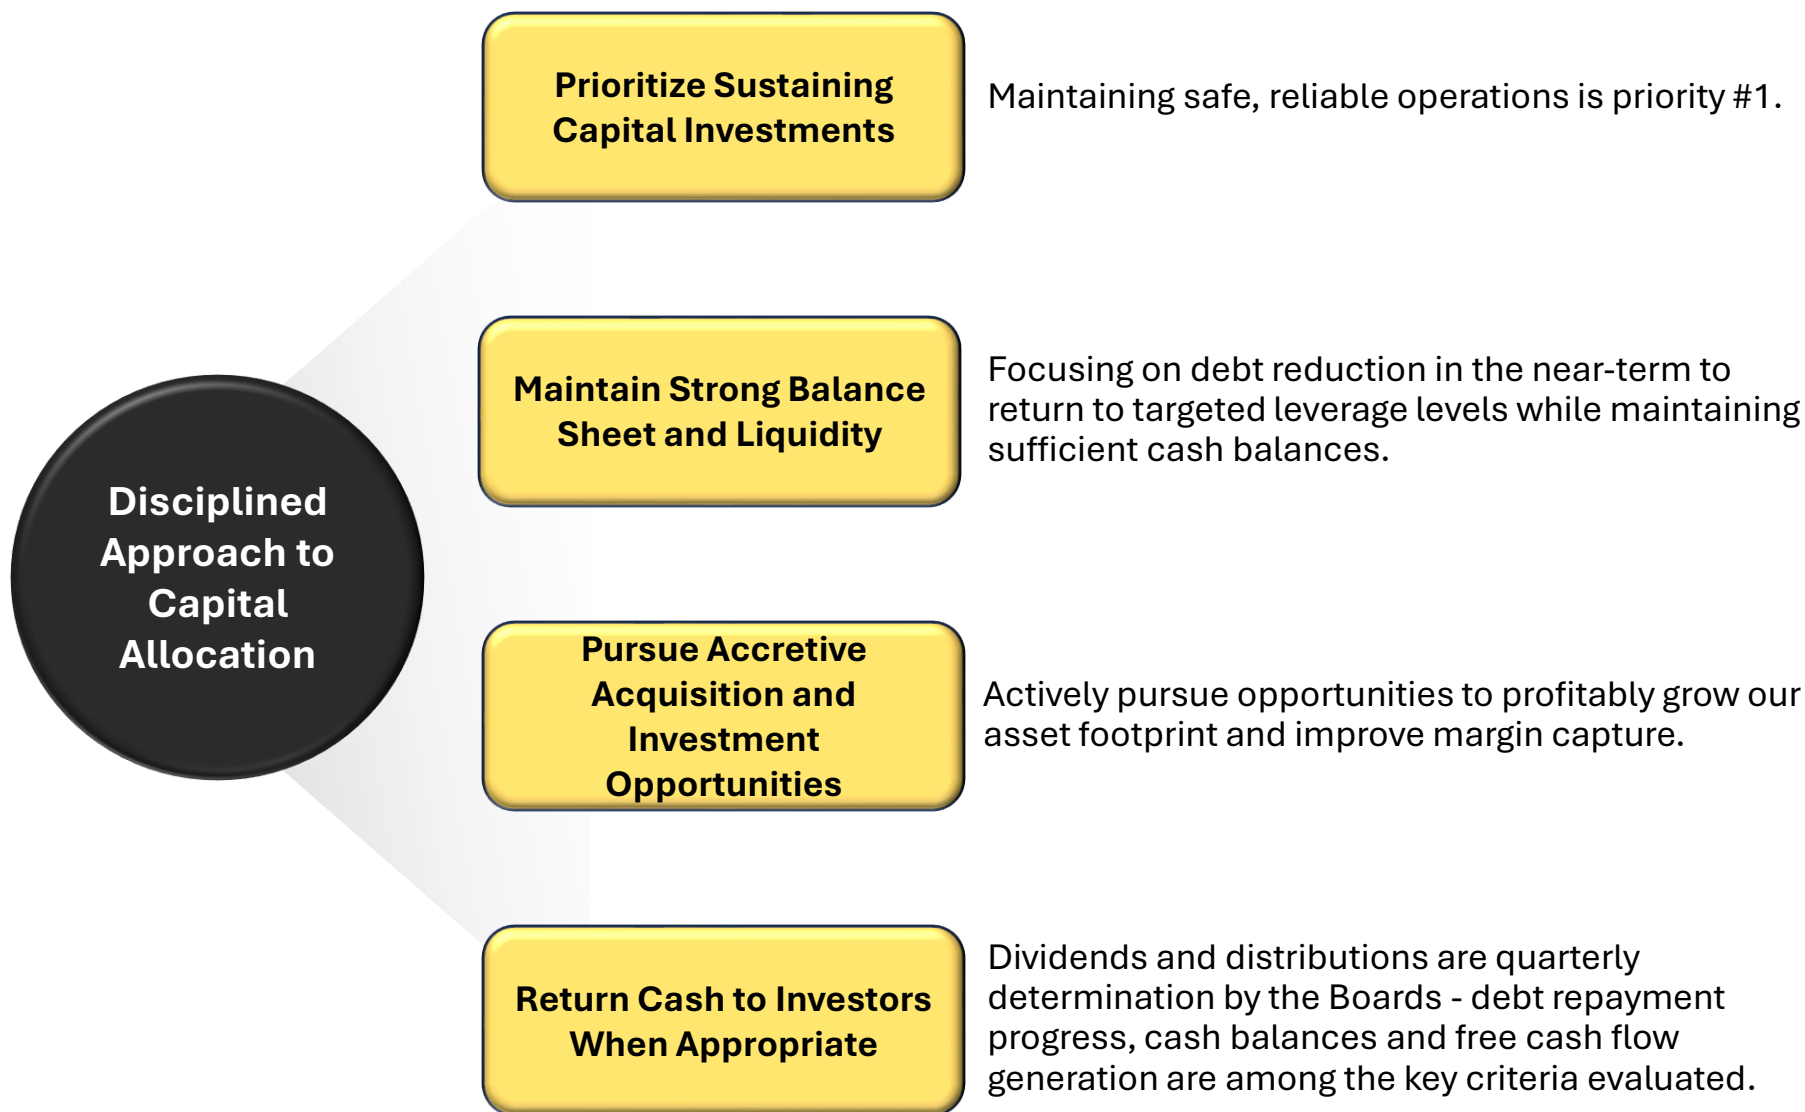 Disciplined
Approach to
Capital
Allocation
Prioritize Sustaining
Capital Investments
Maintaining safe, reliable operations is priority #1.
Maintain Strong Balance
Sheet and Liquidity
Focusing on debt reduction in the near-term to
return to targeted leverage levels while maintaining
sufficient cash balances.
Pursue Accretive
Acquisition and
Investment
Opportunities
Actively pursue opportunities to profitably grow our
asset footprint and improve margin capture.
Return Cash to Investors
When Appropriate
Dividends and distributions are quarterly
determination by the Boards - debt repayment
progress, cash balances and free cash flow
generation are among the key criteria evaluated.